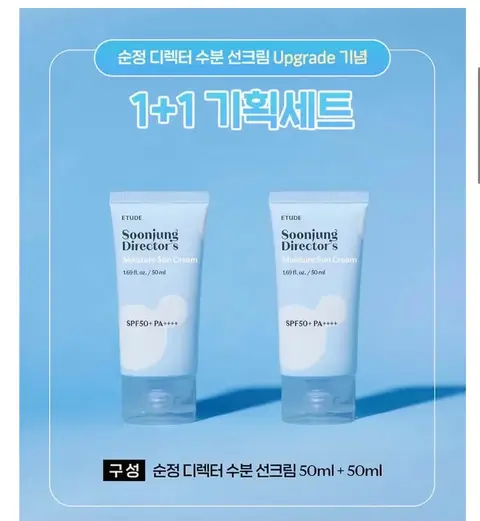 순정 디렉터 수분 선크림 Upgrade 기념
1+1 기획세트
ETUDE
Soonjung
Director's
Moisture Sun Cream
1.69 fl. oz. / 50 ml
SPF50+ PA++++
ETUDE
Soonjung
Director's
Moisture Sun Cream
1.69 fl. oz. / 50 ml
SPF50+ PA++++
구성 순정 디렉터 수분 선크림 50ml + 50ml